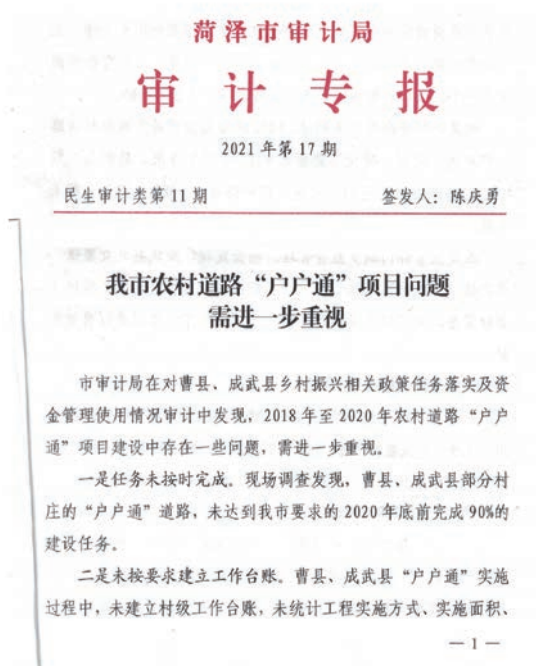 菏泽市审计局
审计专报
2021年第17期
民生审计类第11期 签发人：陈庆勇
我市农村道路“户户通”项目问题
需进一步重视
市审计局在对曹县、成武县乡村振兴相关政策任务落实及资
金管理使用情况审计中发现，2018年至2020年农村道路“户户
通”项目建设中存在一些问题，需进一步重视。
一是任务未按时完成。现场调查发现，曹县、成武县部分村
庄的“户户通”道路，未达到我市要求的2020年底前完成90%的
建设任务。
二是未按要求建立工作台账。曹县、成武县“户户通”实施
过程中，未建立村级工作台账，未统计工程实施方式、实施面积、
— 1 —